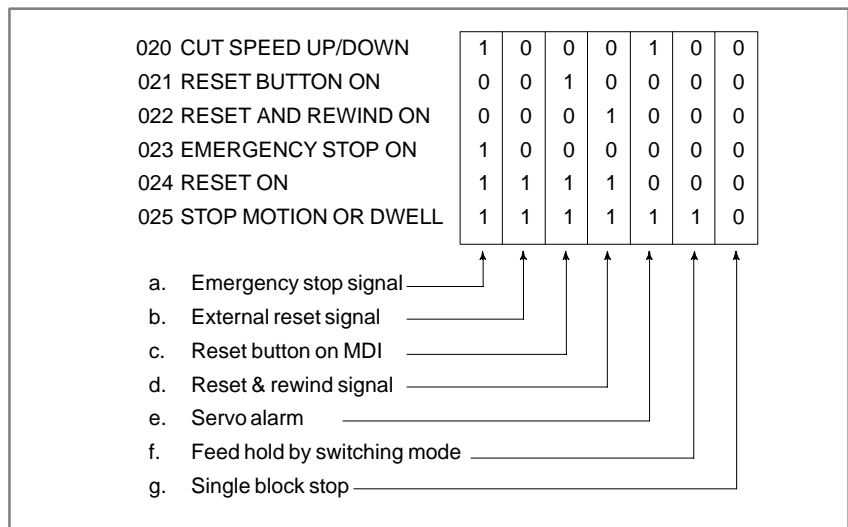 020 CUT SPEED UP/DOWN 1 0 0 0 1 0 0
021 RESET BUTTON ON 0 0 1 0 0 0 0
022 RESET AND REWIND ON 0 0 0 1 0 0 0
023 EMERGENCY STOP ON 1 0 0 0 0 0 0
024 RESET ON 1 1 1 1 0 0 0
025 STOP MOTION OR DWELL 1 1 1 1 1 1 0
a. Emergency stop signal
b. External reset signal
c. Reset button on MDI
d. Reset & rewind signal
e. Servo alarm
f. Feed hold by switching mode
g. Single block stop